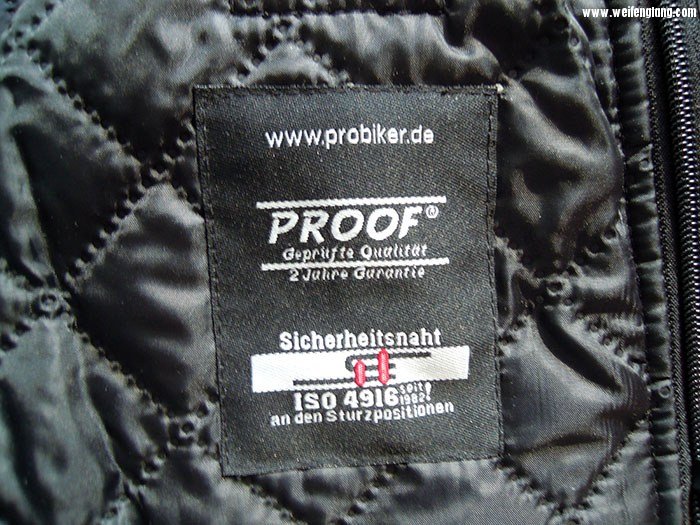 www.weifengtang.com
www.probiker.de
PROOF®
Geprüfte Qualität
2 Jahre Garantie
Sicherheitsnaht
ISO 4916 seit 1982!
an den Sturzpositionen